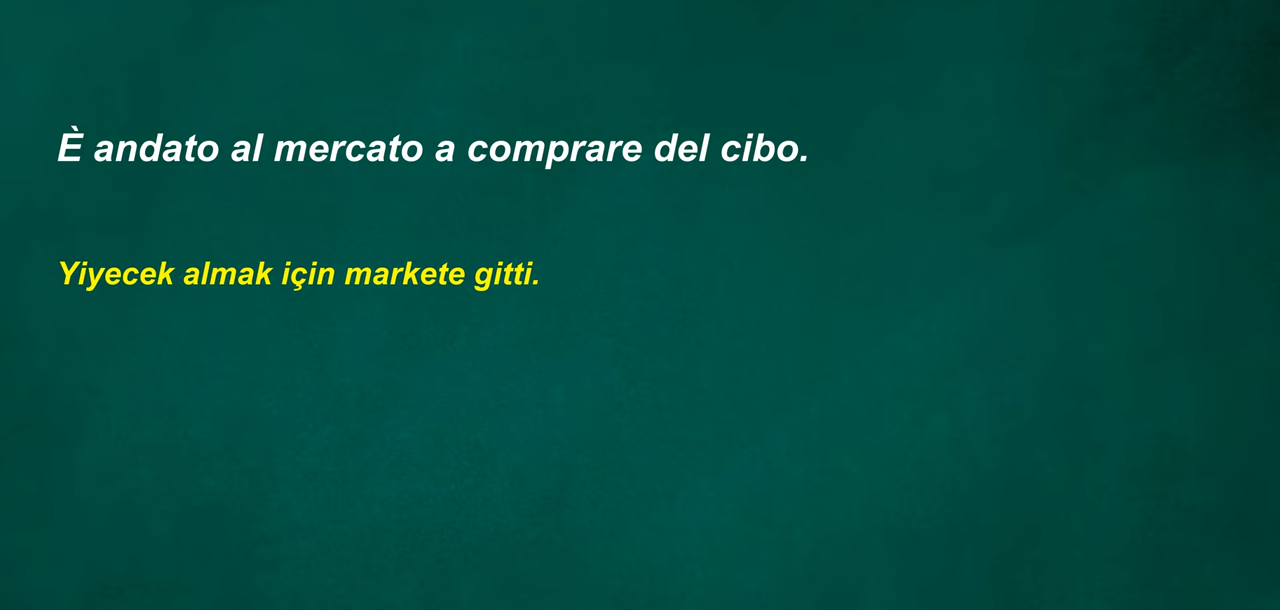 È andato al mercato a comprare del cibo.
Yiyecek almak için markete gitti.